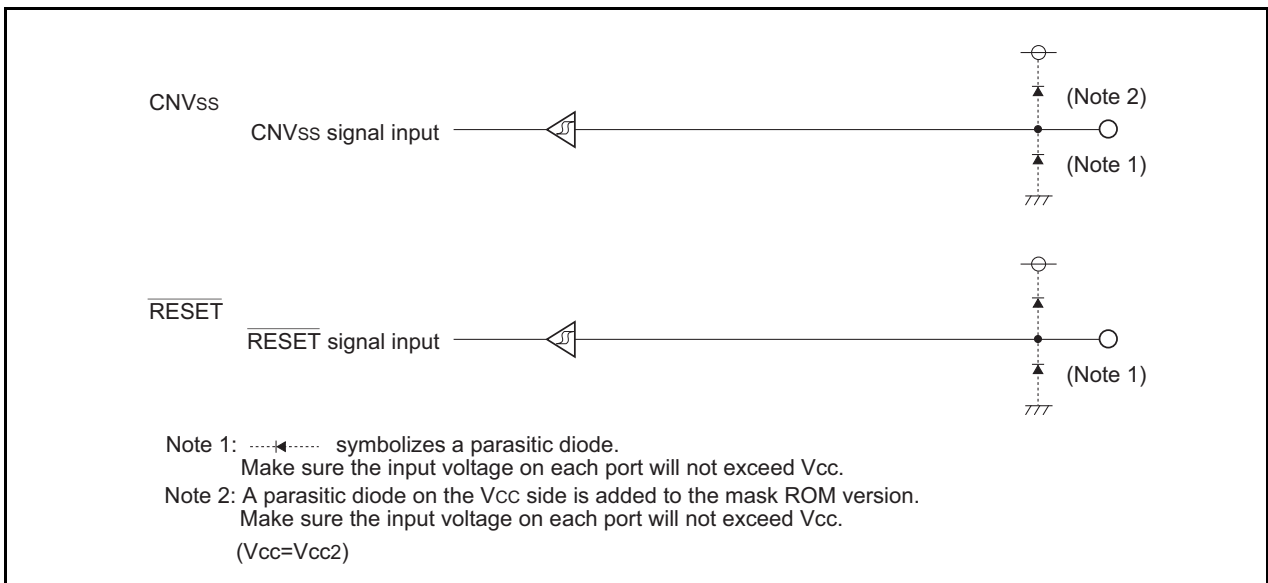 CNVSS
(Note 2)
CNVSS signal input
(Note 1)
RESET
RESET signal input
(Note 1)
Note 1: symbolizes a parasitic diode.
Make sure the input voltage on each port will not exceed Vcc.
Note 2: A parasitic diode on the VCC side is added to the mask ROM version.
Make sure the input voltage on each port will not exceed Vcc.
(Vcc=Vcc2)